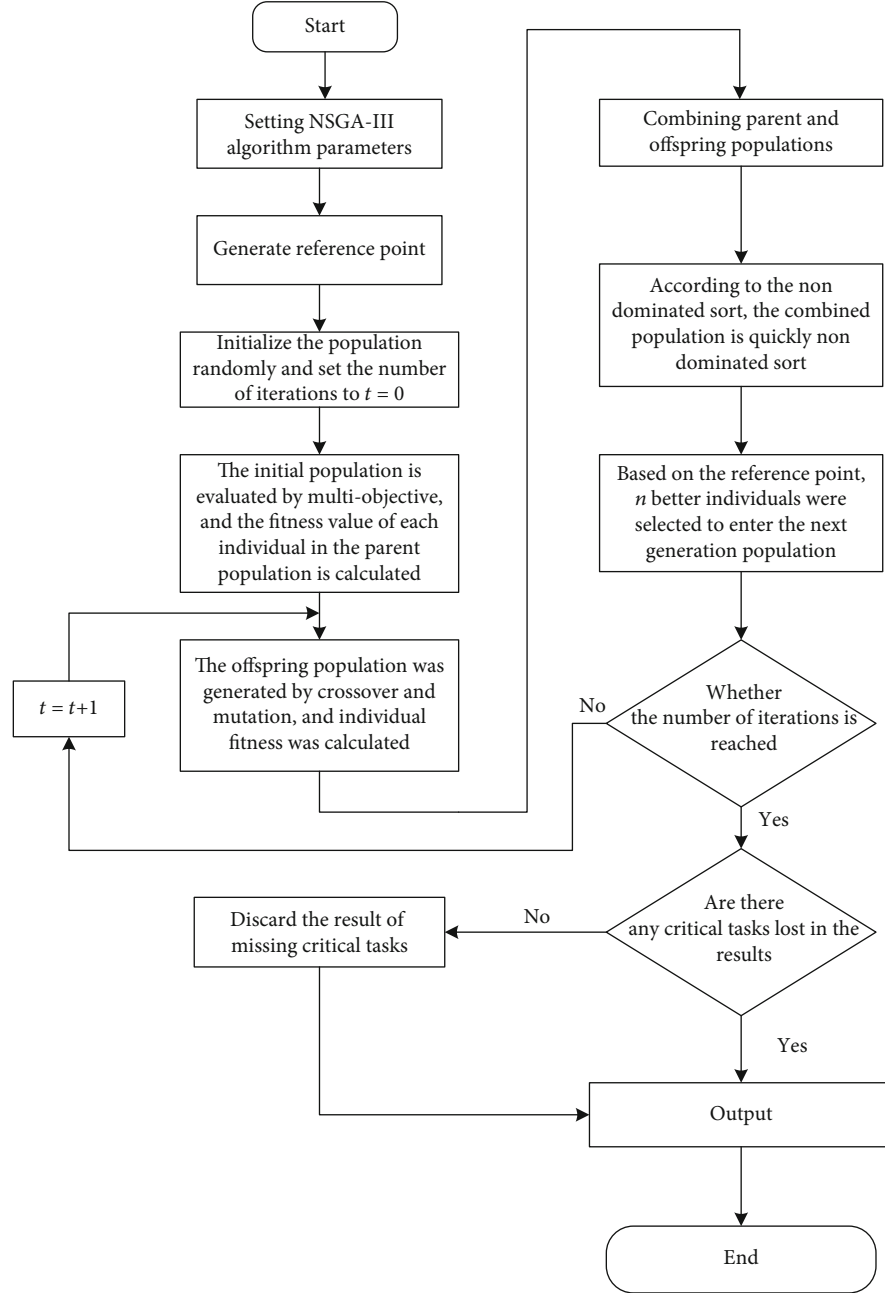 Start
Setting NSGA-III
algorithm parameters
Generate reference point
Initialize the population
randomly and set the number
of iterations to t = 0
The initial population is
evaluated by multi-objective,
and the fitness value of each
individual in the parent
population is calculated
The offspring population was
generated by crossover and
mutation, and individual
fitness was calculated
t = t+1
Combining parent and
offspring populations
According to the non
dominated sort, the combined
population is quickly non
dominated sort
Based on the reference point,
n better individuals were
selected to enter the next
generation population
Whether
the number of iterations is
reached
No
Yes
Are there
any critical tasks lost in the
results
No
Discard the result of
missing critical tasks
Yes
Output
End